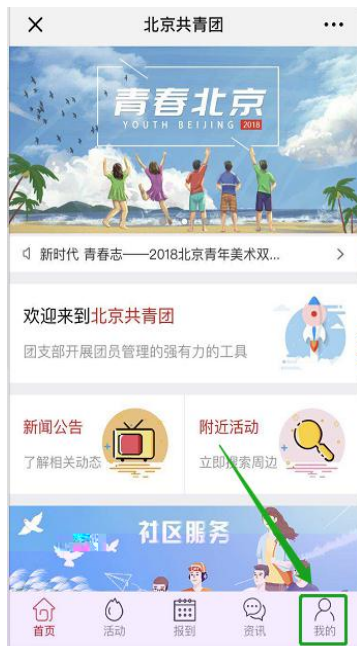 北京共青团
青春北京
YOUTH BEIJING 2018
新时代 青春志——2018北京青年美术双...
欢迎来到北京共青团
团支部开展团员管理的强有力的工具
新闻公告
了解相关动态
附近活动
立即搜索周边
社区服务
首页
活动
报到
资讯
我的